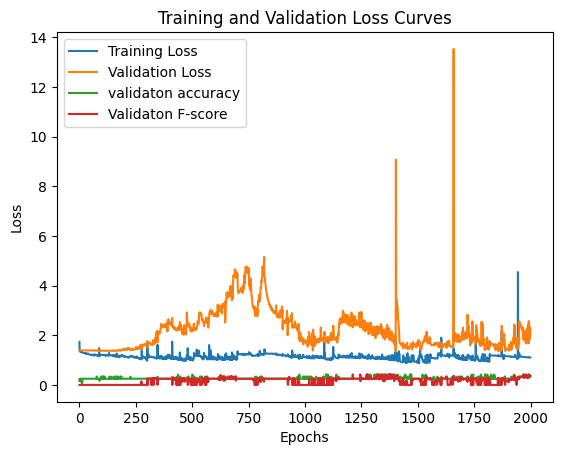 Training and Validation Loss Curves
Training Loss
Validation Loss
validaton accuracy
Validaton F-score
Loss
14
12
10
8
6
4
2
0
0 250 500 750 1000 1250 1500 1750 2000
Epochs